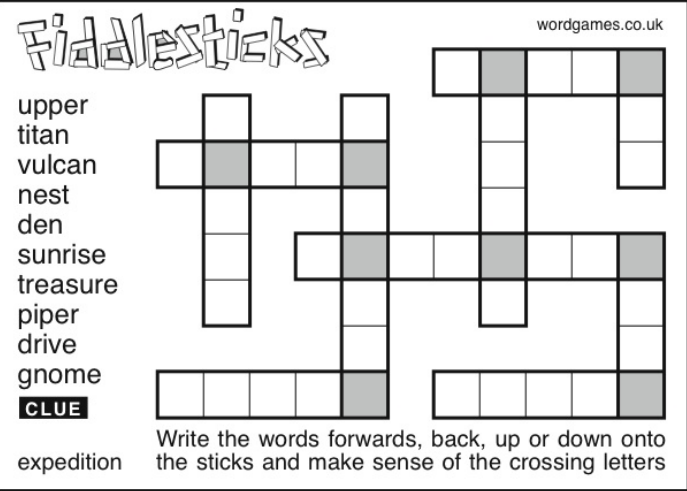 Fiddlesticks
wordgames.co.uk
upper
titan
vulcan
nest
den
sunrise
treasure
piper
drive
gnome
CLUE
expedition
Write the words forwards, back, up or down onto
the sticks and make sense of the crossing letters